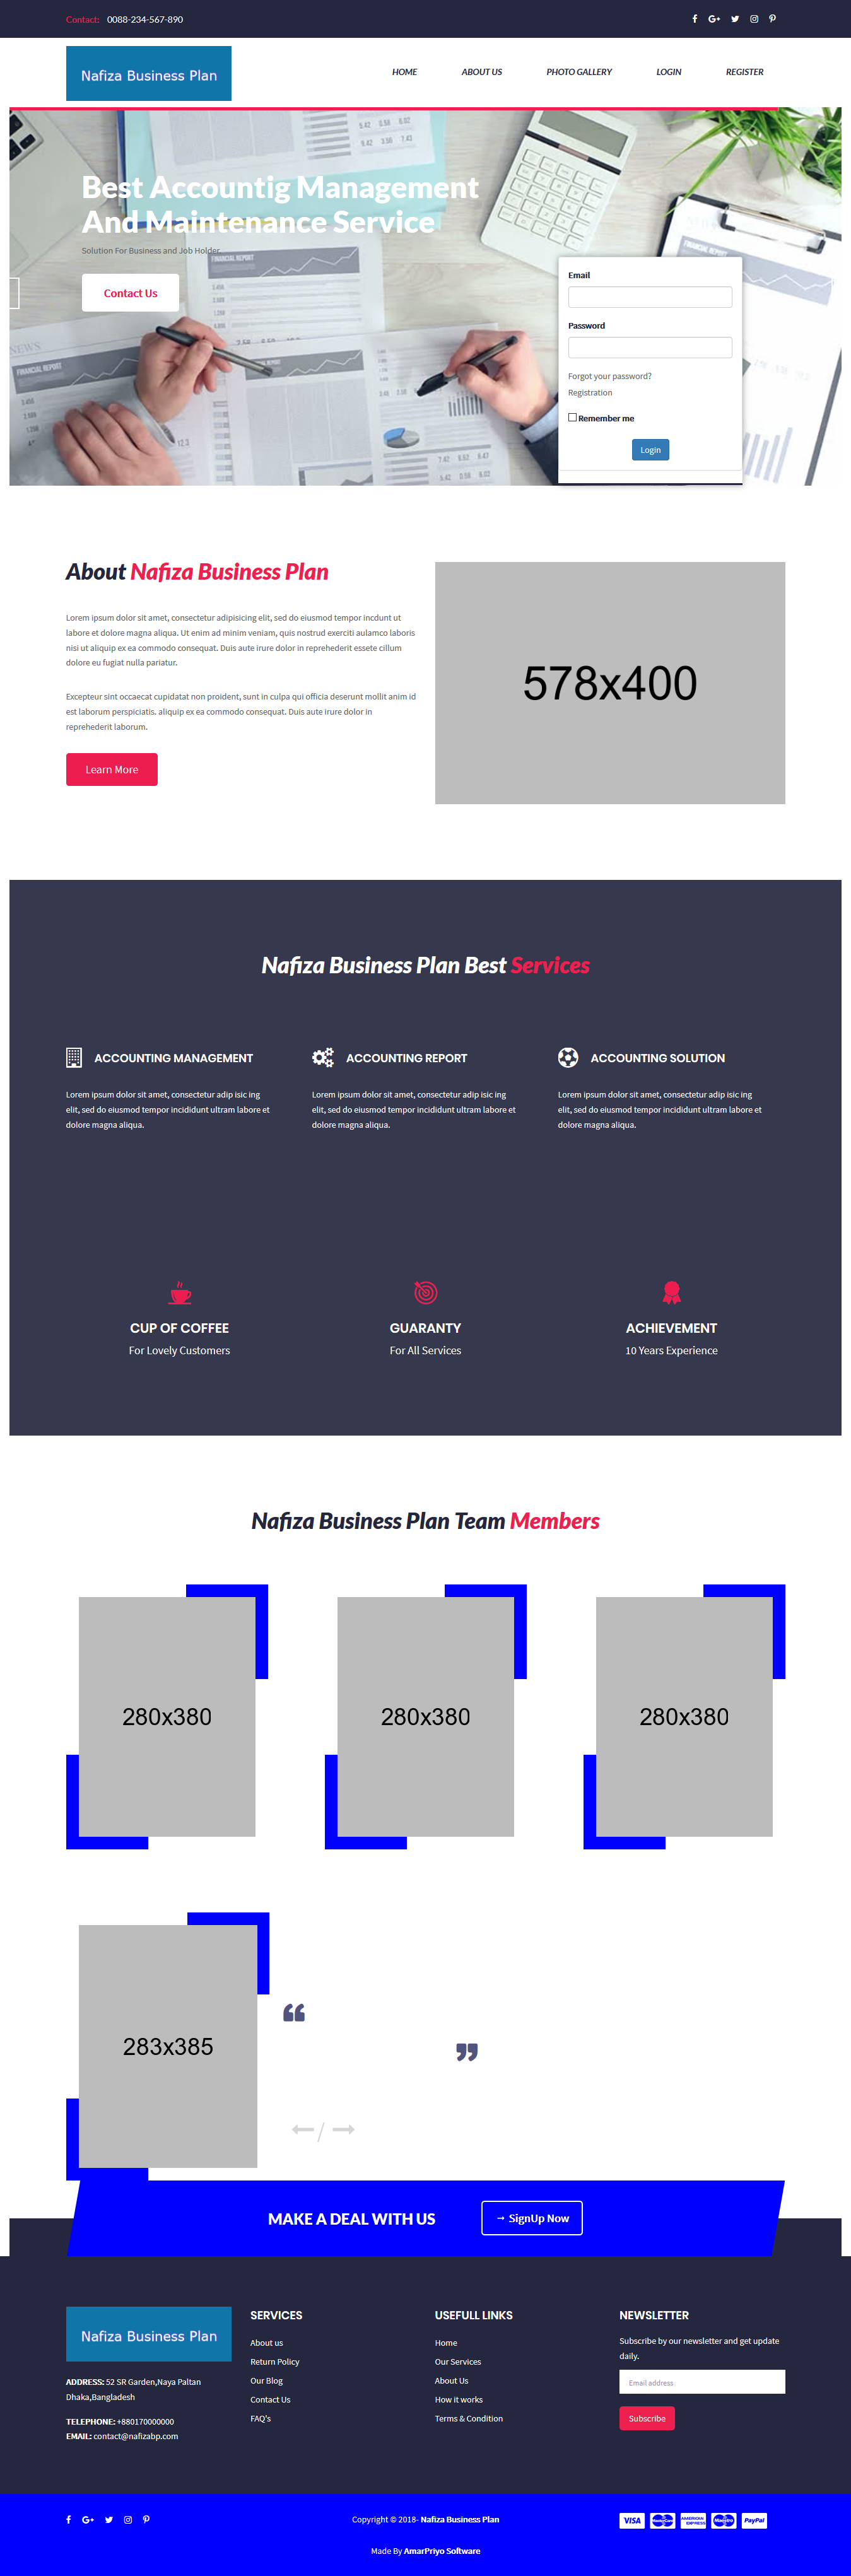 Contact: 0088-234-567-890
Nafiza Business Plan
HOME
ABOUT US
PHOTO GALLERY
LOGIN
REGISTER
Best Accountig Management
And Maintenance Service
Solution For Business and Job Holder
Contact Us
Email
Password
Forgot your password?
Registration
Remember me
Login
FINANCIAL REPORT
FINANCIAL REPORT
NEWS
About Nafiza Business Plan
Lorem ipsum dolor sit amet, consectetur adipisicing elit, sed do eiusmod tempor incdunt ut
labore et dolore magna aliqua. Ut enim ad minim veniam, quis nostrud exerciti aulamco laboris
nisi ut aliquip ex ea commodo consequat. Duis aute irure dolor in reprehederit essete cillum
dolore eu fugiat nulla pariatur.
Excepteur sint occaecat cupidatat non proident, sunt in culpa qui officia deserunt mollit anim id
est laborum perspiciatis. aliquip ex ea commodo consequat. Duis aute irure dolor in
reprehederit laborum.
Learn More
578x400
Nafiza Business Plan Best Services
ACCOUNTING MANAGEMENT
Lorem ipsum dolor sit amet, consectetur adip isic ing
elit, sed do eiusmod tempor incididunt ultram labore et
dolore magna aliqua.
ACCOUNTING REPORT
Lorem ipsum dolor sit amet, consectetur adip isic ing
elit, sed do eiusmod tempor incididunt ultram labore et
dolore magna aliqua.
ACCOUNTING SOLUTION
Lorem ipsum dolor sit amet, consectetur adip isic ing
elit, sed do eiusmod tempor incididunt ultram labore et
dolore magna aliqua.
CUP OF COFFEE
For Lovely Customers
GUARANTY
For All Services
ACHIEVEMENT
10 Years Experience
Nafiza Business Plan Team Members
280x380
280x380
280x380
283x385
“
”
← / →
MAKE A DEAL WITH US
→ SignUp Now
Nafiza Business Plan
ADDRESS: 52 SR Garden,Naya Paltan
Dhaka,Bangladesh
TELEPHONE: +880170000000
EMAIL: contact@nafizabp.com
SERVICES
About us
Return Policy
Our Blog
Contact Us
FAQ's
USEFULL LINKS
Home
Our Services
About Us
How it works
Terms & Condition
NEWSLETTER
Subscribe by our newsletter and get update
daily.
Email address
Subscribe
Copyright © 2018- Nafiza Business Plan
Made By AmarPriyo Software
VISA
MasterCard
AMERICAN EXPRESS
Maestro
PayPal